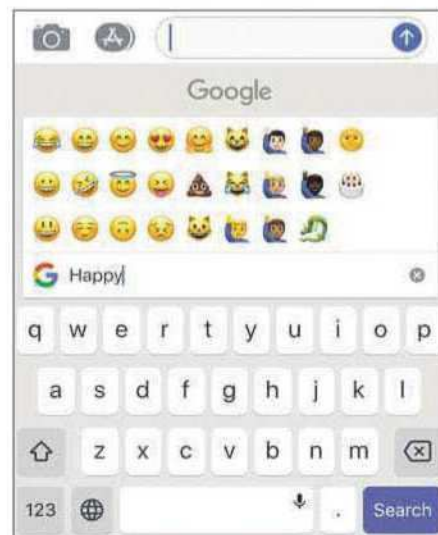 Google
Happy
q w e r t y u i o p
a s d f g h j k l
z x c v b n m
123 . Search